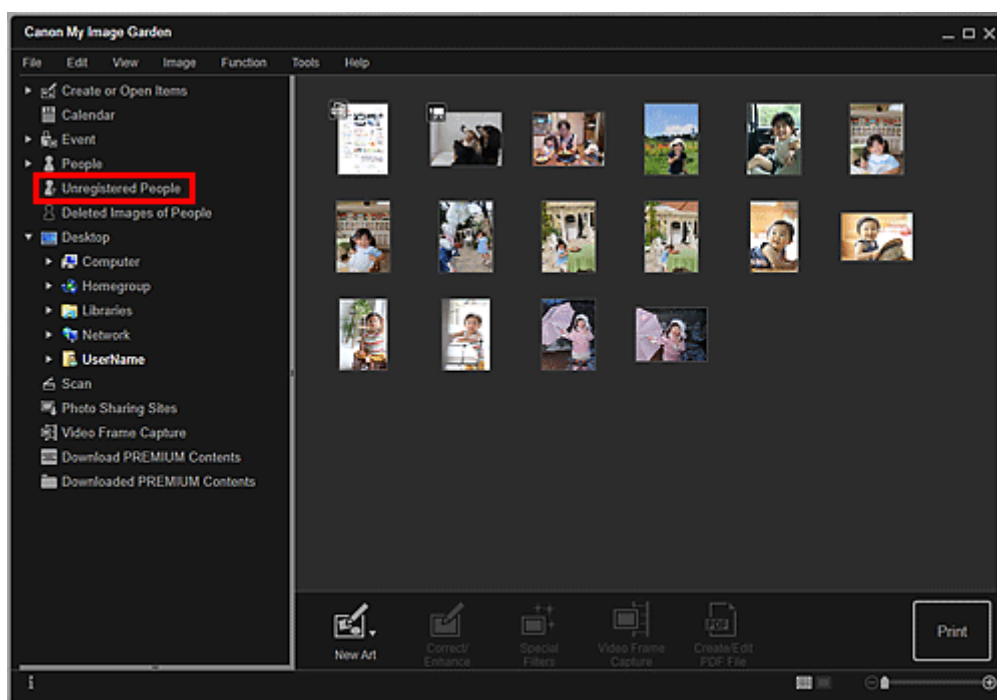 Canon My Image Garden
File Edit View Image Function Tools Help
Create or Open Items
Calendar
Event
People
Unregistered People
Deleted Images of People
Desktop
Computer
Homegroup
Libraries
Network
UserName
Scan
Photo Sharing Sites
Video Frame Capture
Download PREMIUM Contents
Downloaded PREMIUM Contents
New Art
Correct/
Enhance
Special
Filters
Video Frame
Capture
PDF
Create/Edit
PDF File
Print